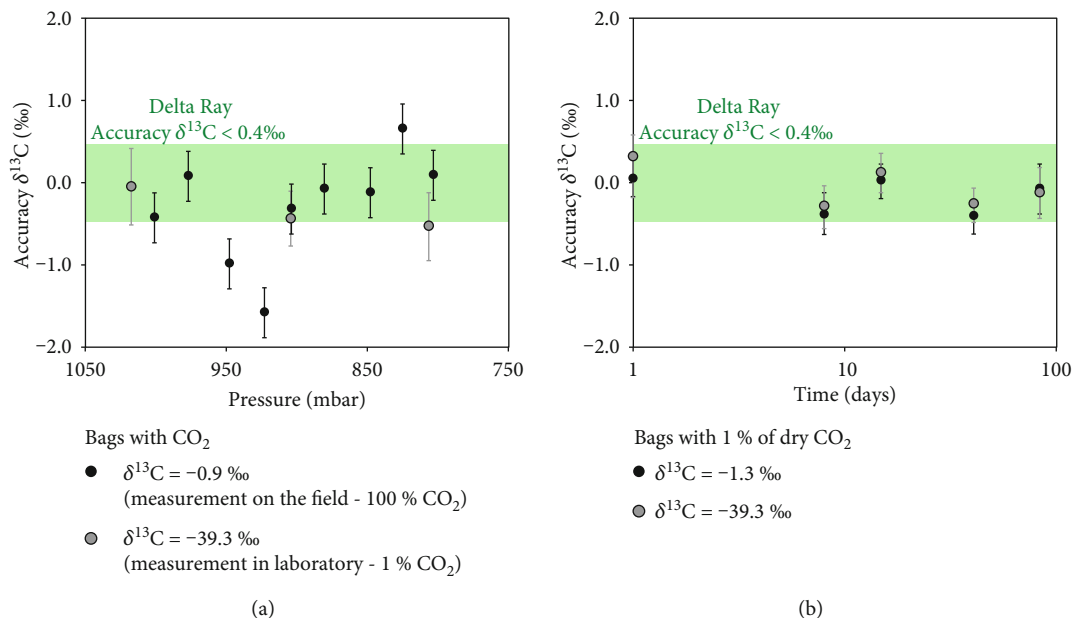 2.0
1.0
0.0
−1.0
−2.0
Accuracy δ¹³C (‰)
Delta Ray
Accuracy δ¹³C < 0.4‰
1050
950
850
750
Pressure (mbar)
Bags with CO₂
δ¹³C = −0.9 ‰
(measurement on the field - 100 % CO₂)
δ¹³C = −39.3 ‰
(measurement in laboratory - 1 % CO₂)
(a)
2.0
1.0
0.0
−1.0
−2.0
Accuracy δ¹³C (‰)
Delta Ray
Accuracy δ¹³C < 0.4‰
1
10
100
Time (days)
Bags with 1 % of dry CO₂
δ¹³C = −1.3 ‰
δ¹³C = −39.3 ‰
(b)